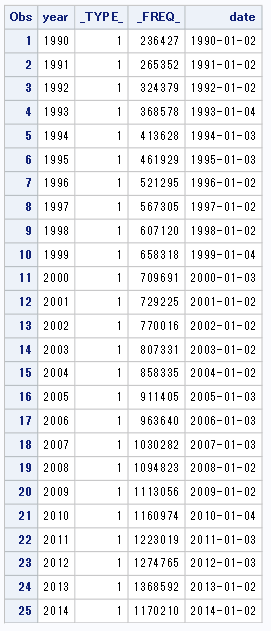 Obs year _TYPE_ _FREQ_ date
1 1990 1 236427 1990-01-02
2 1991 1 265352 1991-01-02
3 1992 1 324379 1992-01-02
4 1993 1 368578 1993-01-04
5 1994 1 413628 1994-01-03
6 1995 1 461929 1995-01-03
7 1996 1 521295 1996-01-02
8 1997 1 567305 1997-01-02
9 1998 1 607120 1998-01-02
10 1999 1 658318 1999-01-04
11 2000 1 709691 2000-01-03
12 2001 1 729225 2001-01-02
13 2002 1 770016 2002-01-02
14 2003 1 807331 2003-01-02
15 2004 1 858335 2004-01-02
16 2005 1 911405 2005-01-03
17 2006 1 963640 2006-01-03
18 2007 1 1030282 2007-01-03
19 2008 1 1094823 2008-01-02
20 2009 1 1113056 2009-01-02
21 2010 1 1160974 2010-01-04
22 2011 1 1223019 2011-01-03
23 2012 1 1274765 2012-01-03
24 2013 1 1368592 2013-01-02
25 2014 1 1170210 2014-01-02